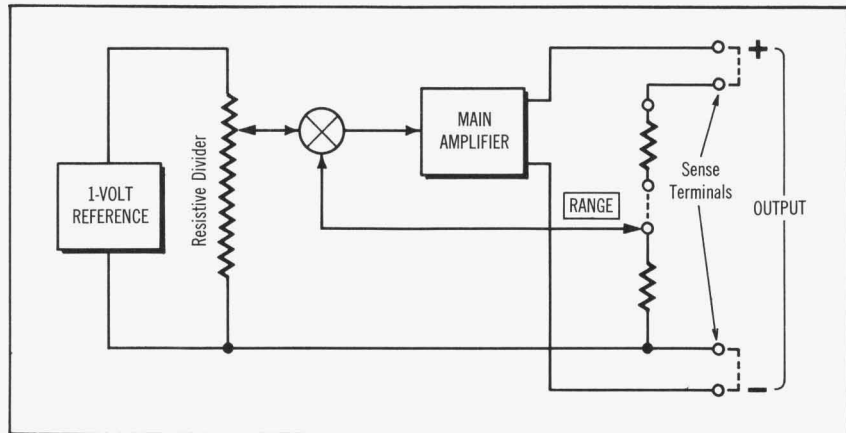 1-VOLT
REFERENCE
Resistive Divider
MAIN
AMPLIFIER
RANGE
Sense
Terminals
OUTPUT
+
−